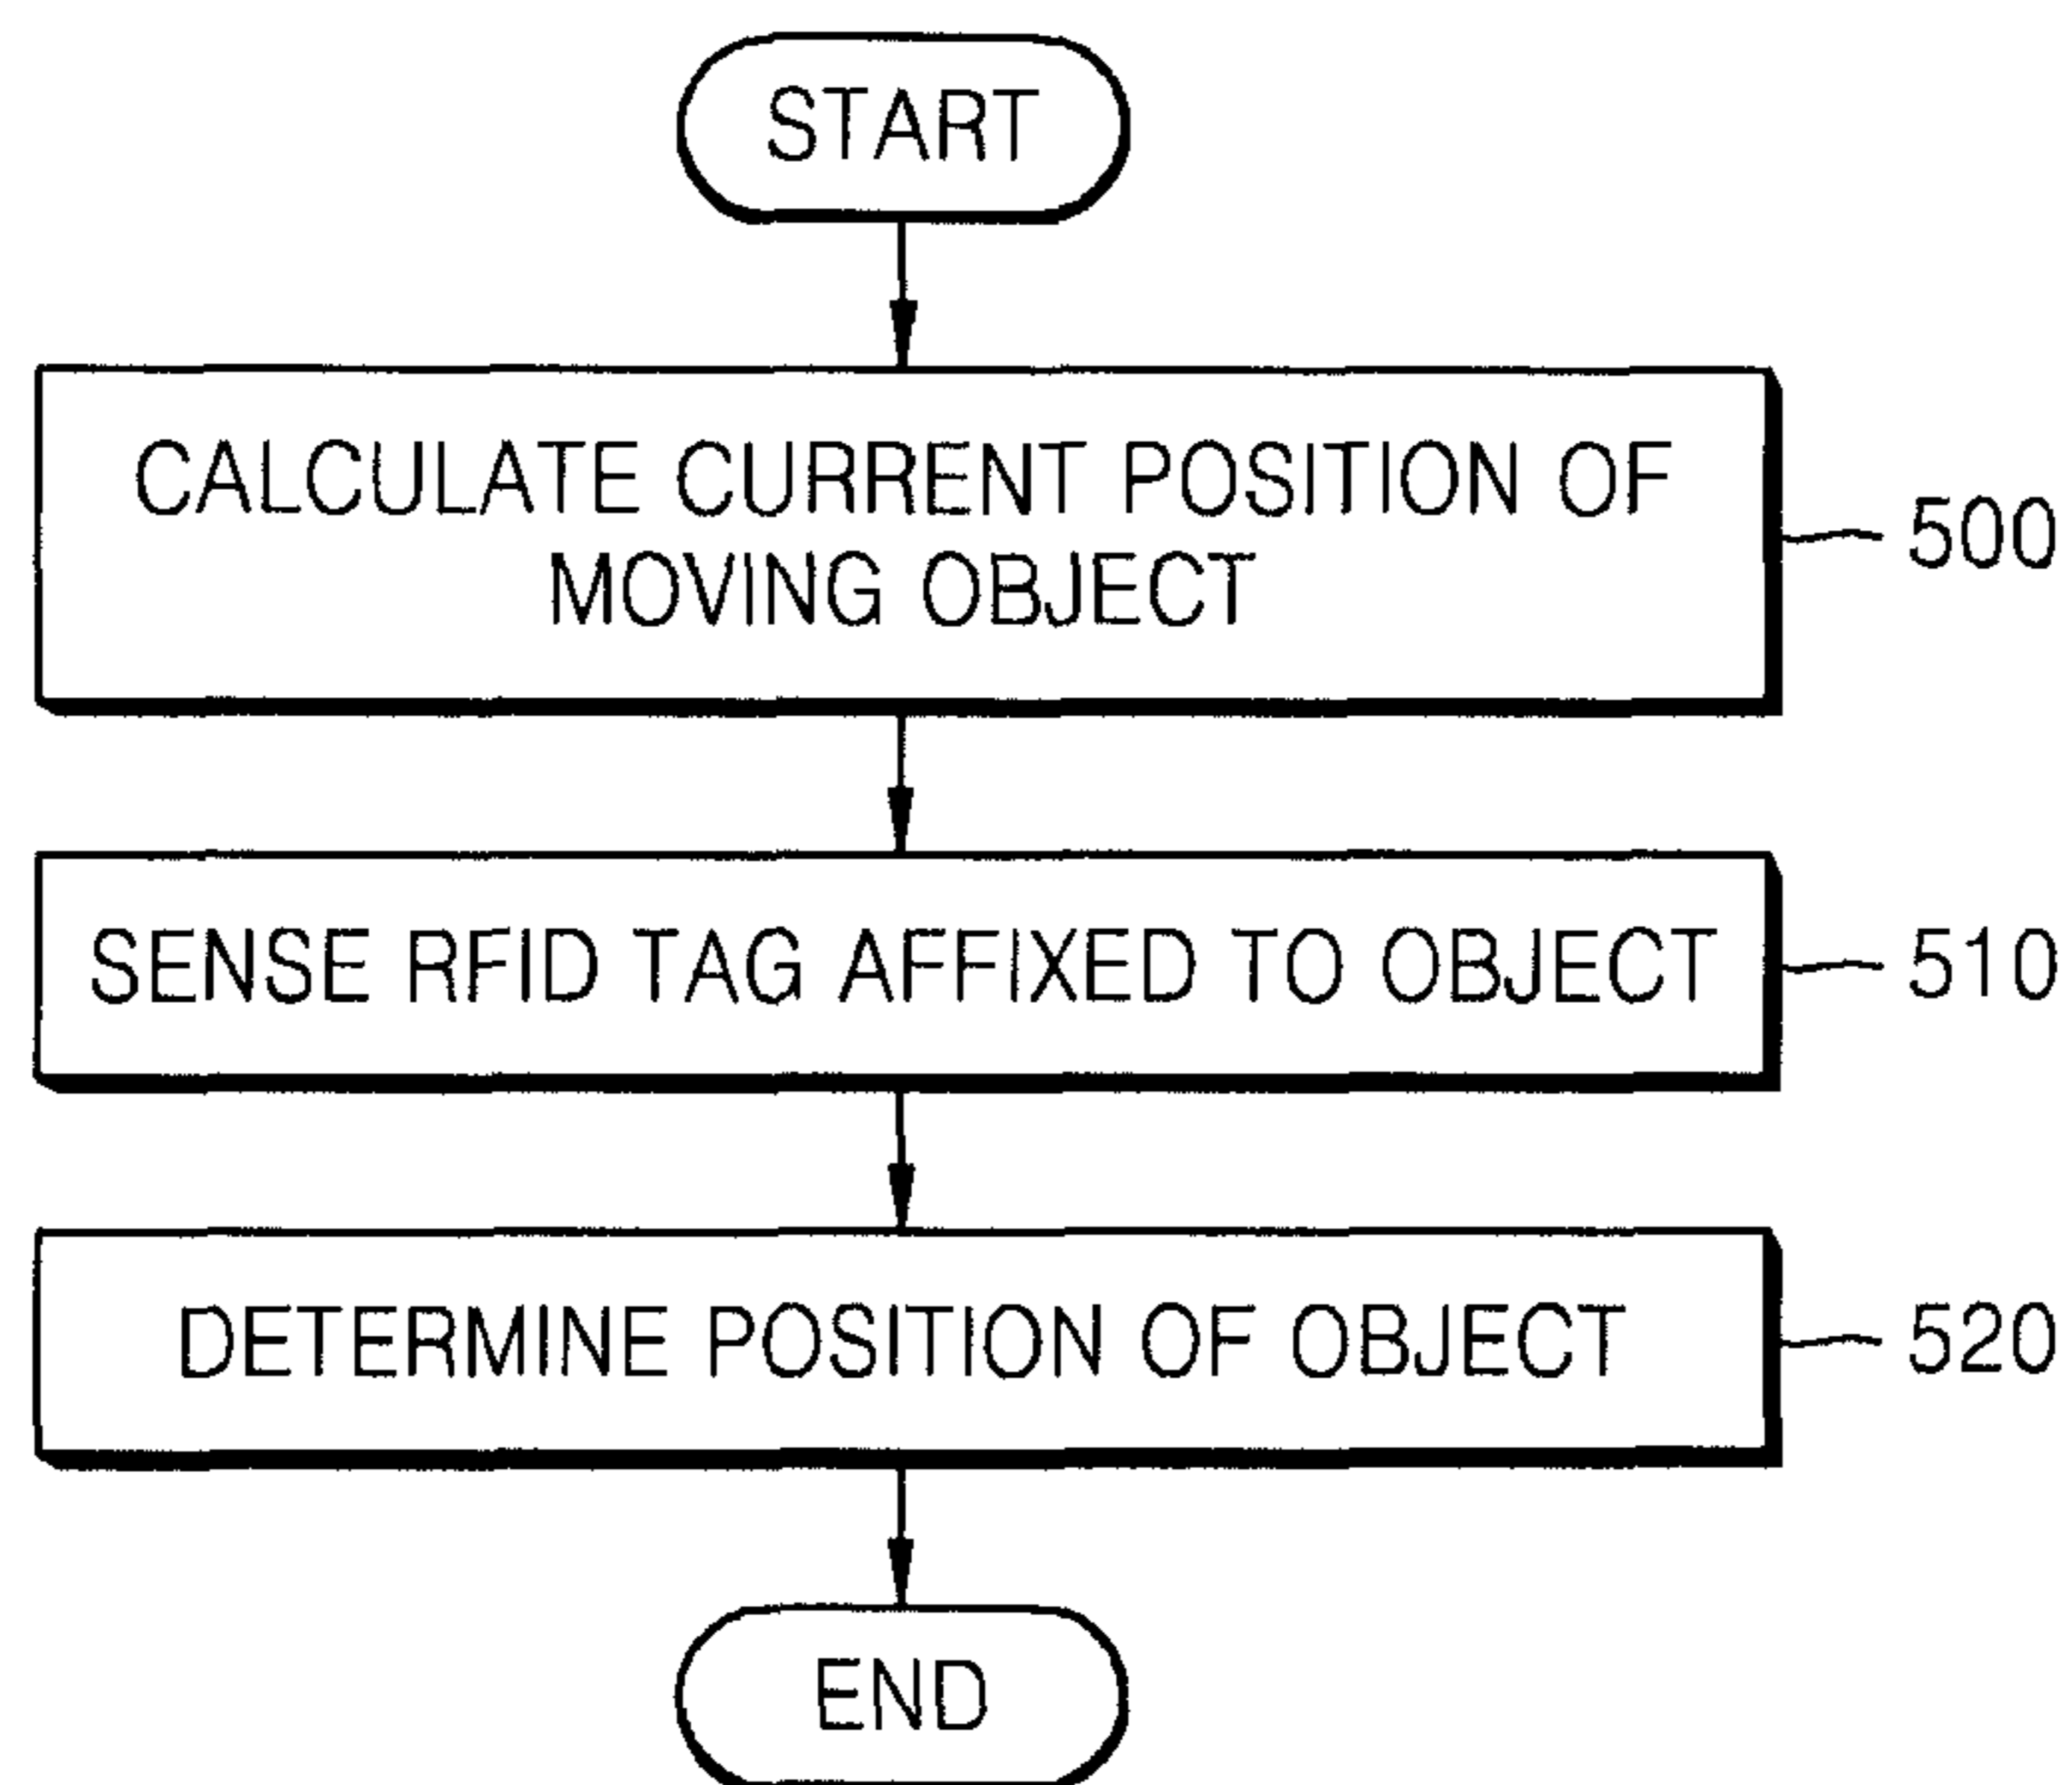 START
CALCULATE CURRENT POSITION OF
MOVING OBJECT
500
SENSE RFID TAG AFFIXED TO OBJECT
510
DETERMINE POSITION OF OBJECT
520
END